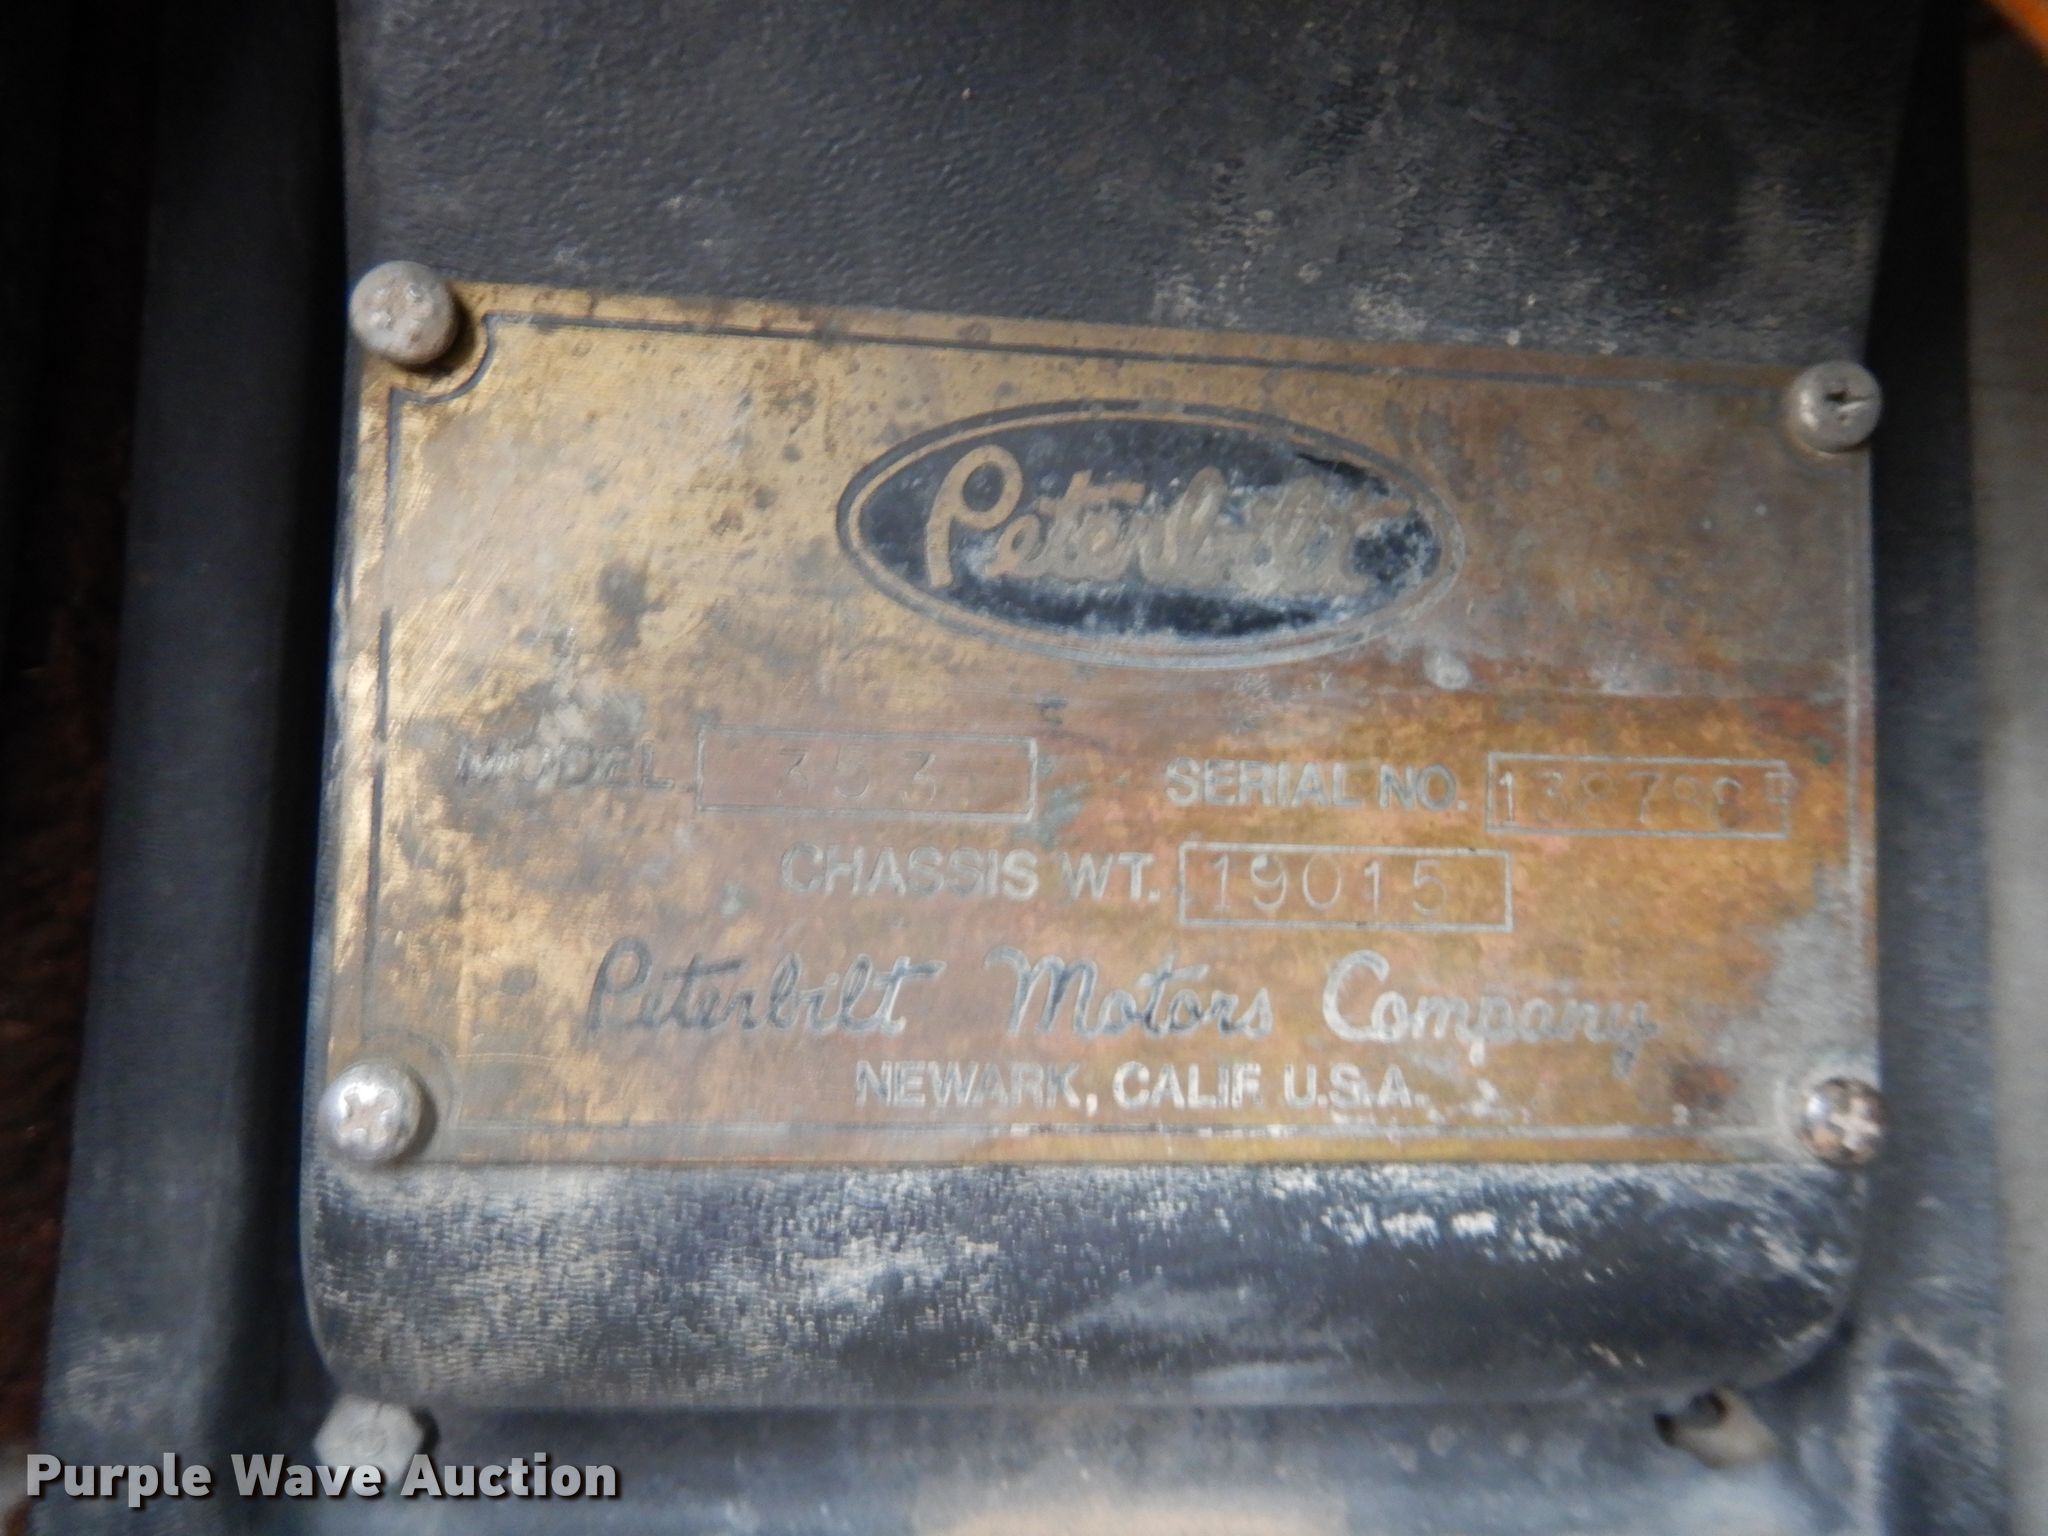 Peterbilt
MODEL 353 SERIAL NO.
CHASSIS WT. 19015
Peterbilt Motors Company
NEWARK, CALIF. U.S.A.
Purple Wave Auction